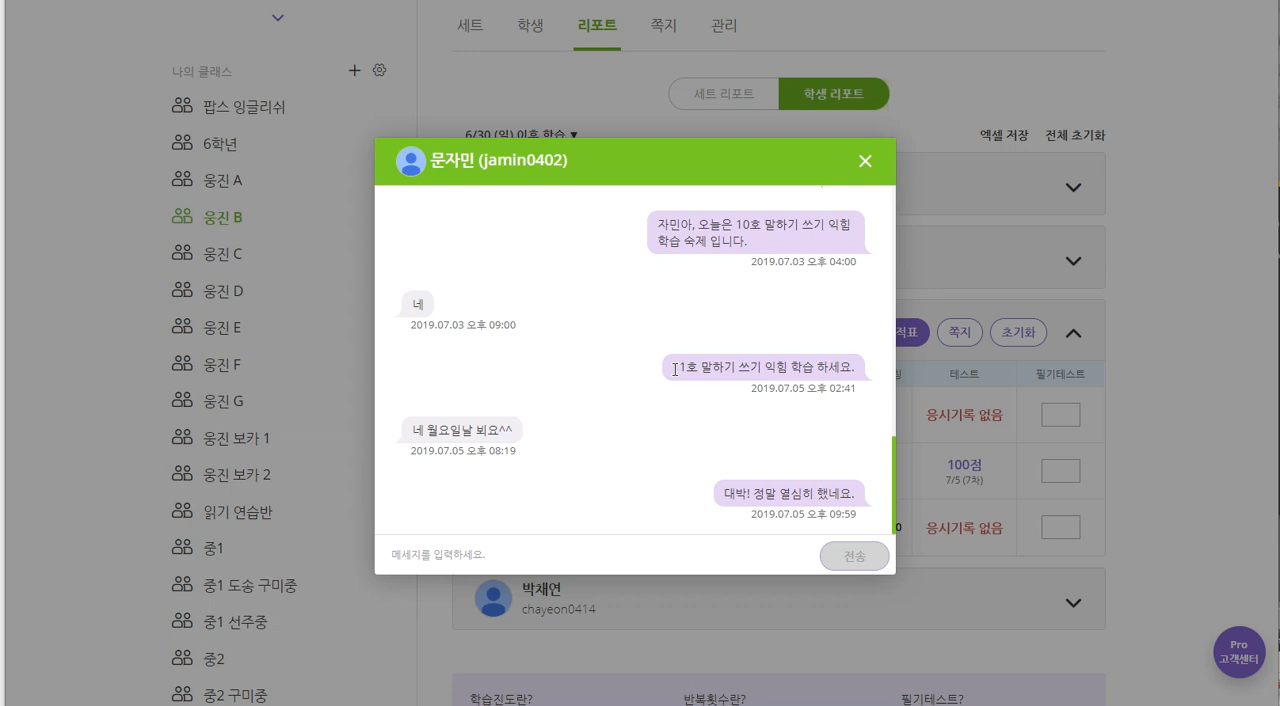 세트 학생 리포트 쪽지 관리
나의 클래스
팝스 잉글리쉬
6학년
웅진 A
웅진 B
웅진 C
웅진 D
웅진 E
웅진 F
웅진 G
웅진 보카 1
웅진 보카 2
읽기 연습반
중1
중1 도송 구미중
중1 선주중
중2
중2 구미중
세트 리포트 학생 리포트
6/30 (일) 이후 학습 ▼ 엑셀 저장 전체 초기화
문자민 (jamin0402)
자민아, 오늘은 10호 말하기 쓰기 익힘
학습 숙제 입니다.
2019.07.03 오후 04:00
네
2019.07.03 오후 09:00
1호 말하기 쓰기 익힘 학습 하세요.
2019.07.05 오후 02:41
네 월요일날 뵈요^^
2019.07.05 오후 08:19
대박! 정말 열심히 했네요.
2019.07.05 오후 09:59
메세지를 입력하세요. 전송
적표 쪽지 초기화
테스트 필기테스트
응시기록 없음
100점
7/5 (7차)
0 응시기록 없음
박채연
chayeon0414
학습진도란? 반복횟수란? 필기테스트?
Pro
고객센터